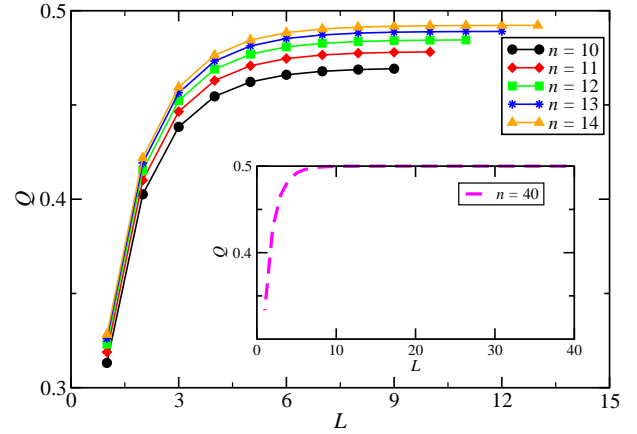 0.5
n = 10
n = 11
n = 12
n = 13
n = 14
0.4
0.3
Q
0 3 6 9 12 15
L
0.5
n = 40
0.4
Q
0 10 20 30 40
L